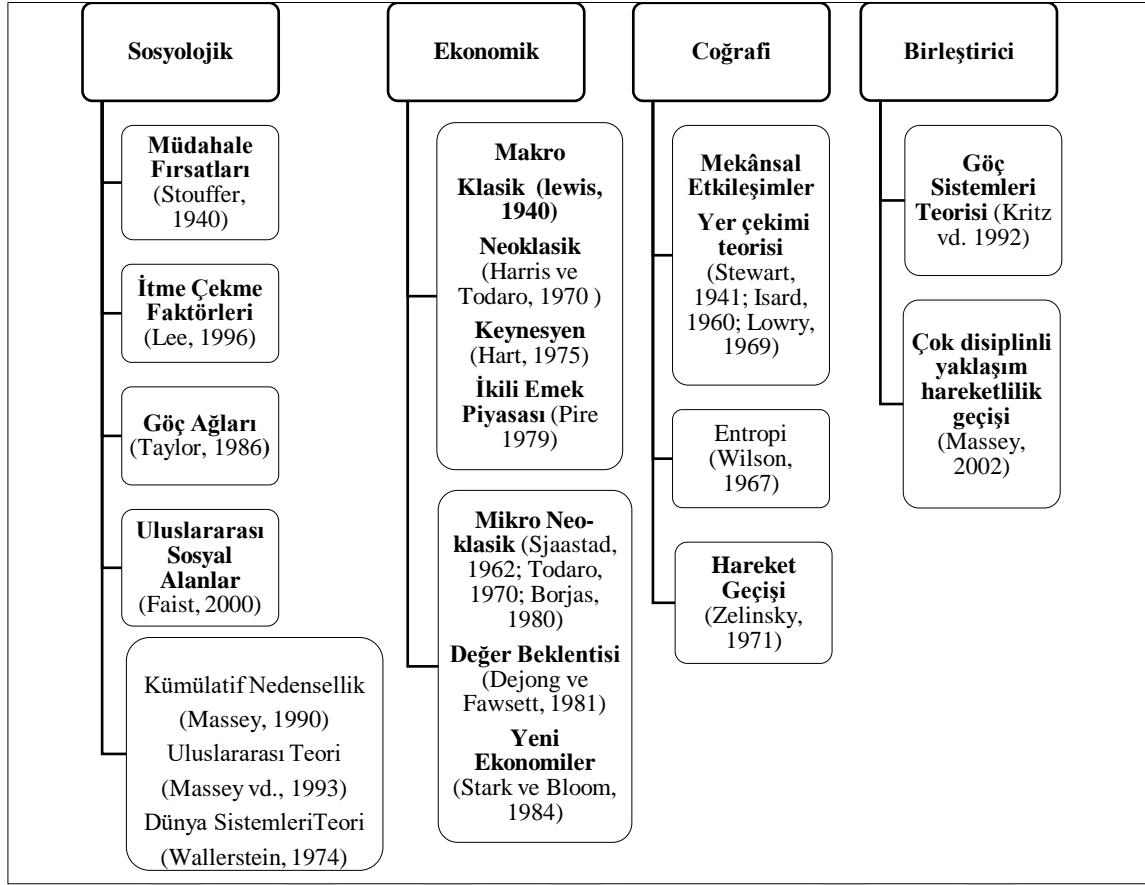 Sosyolojik
Müdahale
Fırsatları
(Stouffer,
1940)
İtme Çekme
Faktörleri
(Lee, 1996)
Göç Ağları
(Taylor, 1986)
Uluslararası
Sosyal
Alanlar
(Faist, 2000)
Kümülatif Nedensellik
(Massey, 1990)
Uluslararası Teori
(Massey vd., 1993)
Dünya SistemleriTeori
(Wallerstein, 1974)
Ekonomik
Makro
Klasik (lewis,
1940)
Neoklasik
(Harris ve
Todaro, 1970 )
Keynesyen
(Hart, 1975)
İkili Emek
Piyasası (Pire
1979)
Mikro Neo-
klasik (Sjaastad,
1962; Todaro,
1970; Borjas,
1980)
Değer Beklentisi
(Dejong ve
Fawsett, 1981)
Yeni
Ekonomiler
(Stark ve Bloom,
1984)
Coğrafi
Mekânsal
Etkileşimler
Yer çekimi
teorisi
(Stewart,
1941; Isard,
1960; Lowry,
1969)
Entropi
(Wilson,
1967)
Hareket
Geçişi
(Zelinsky,
1971)
Birleştirici
Göç
Sistemleri
Teorisi (Kritz
vd. 1992)
Çok disiplinli
yaklaşım
hareketlilik
geçişi
(Massey,
2002)